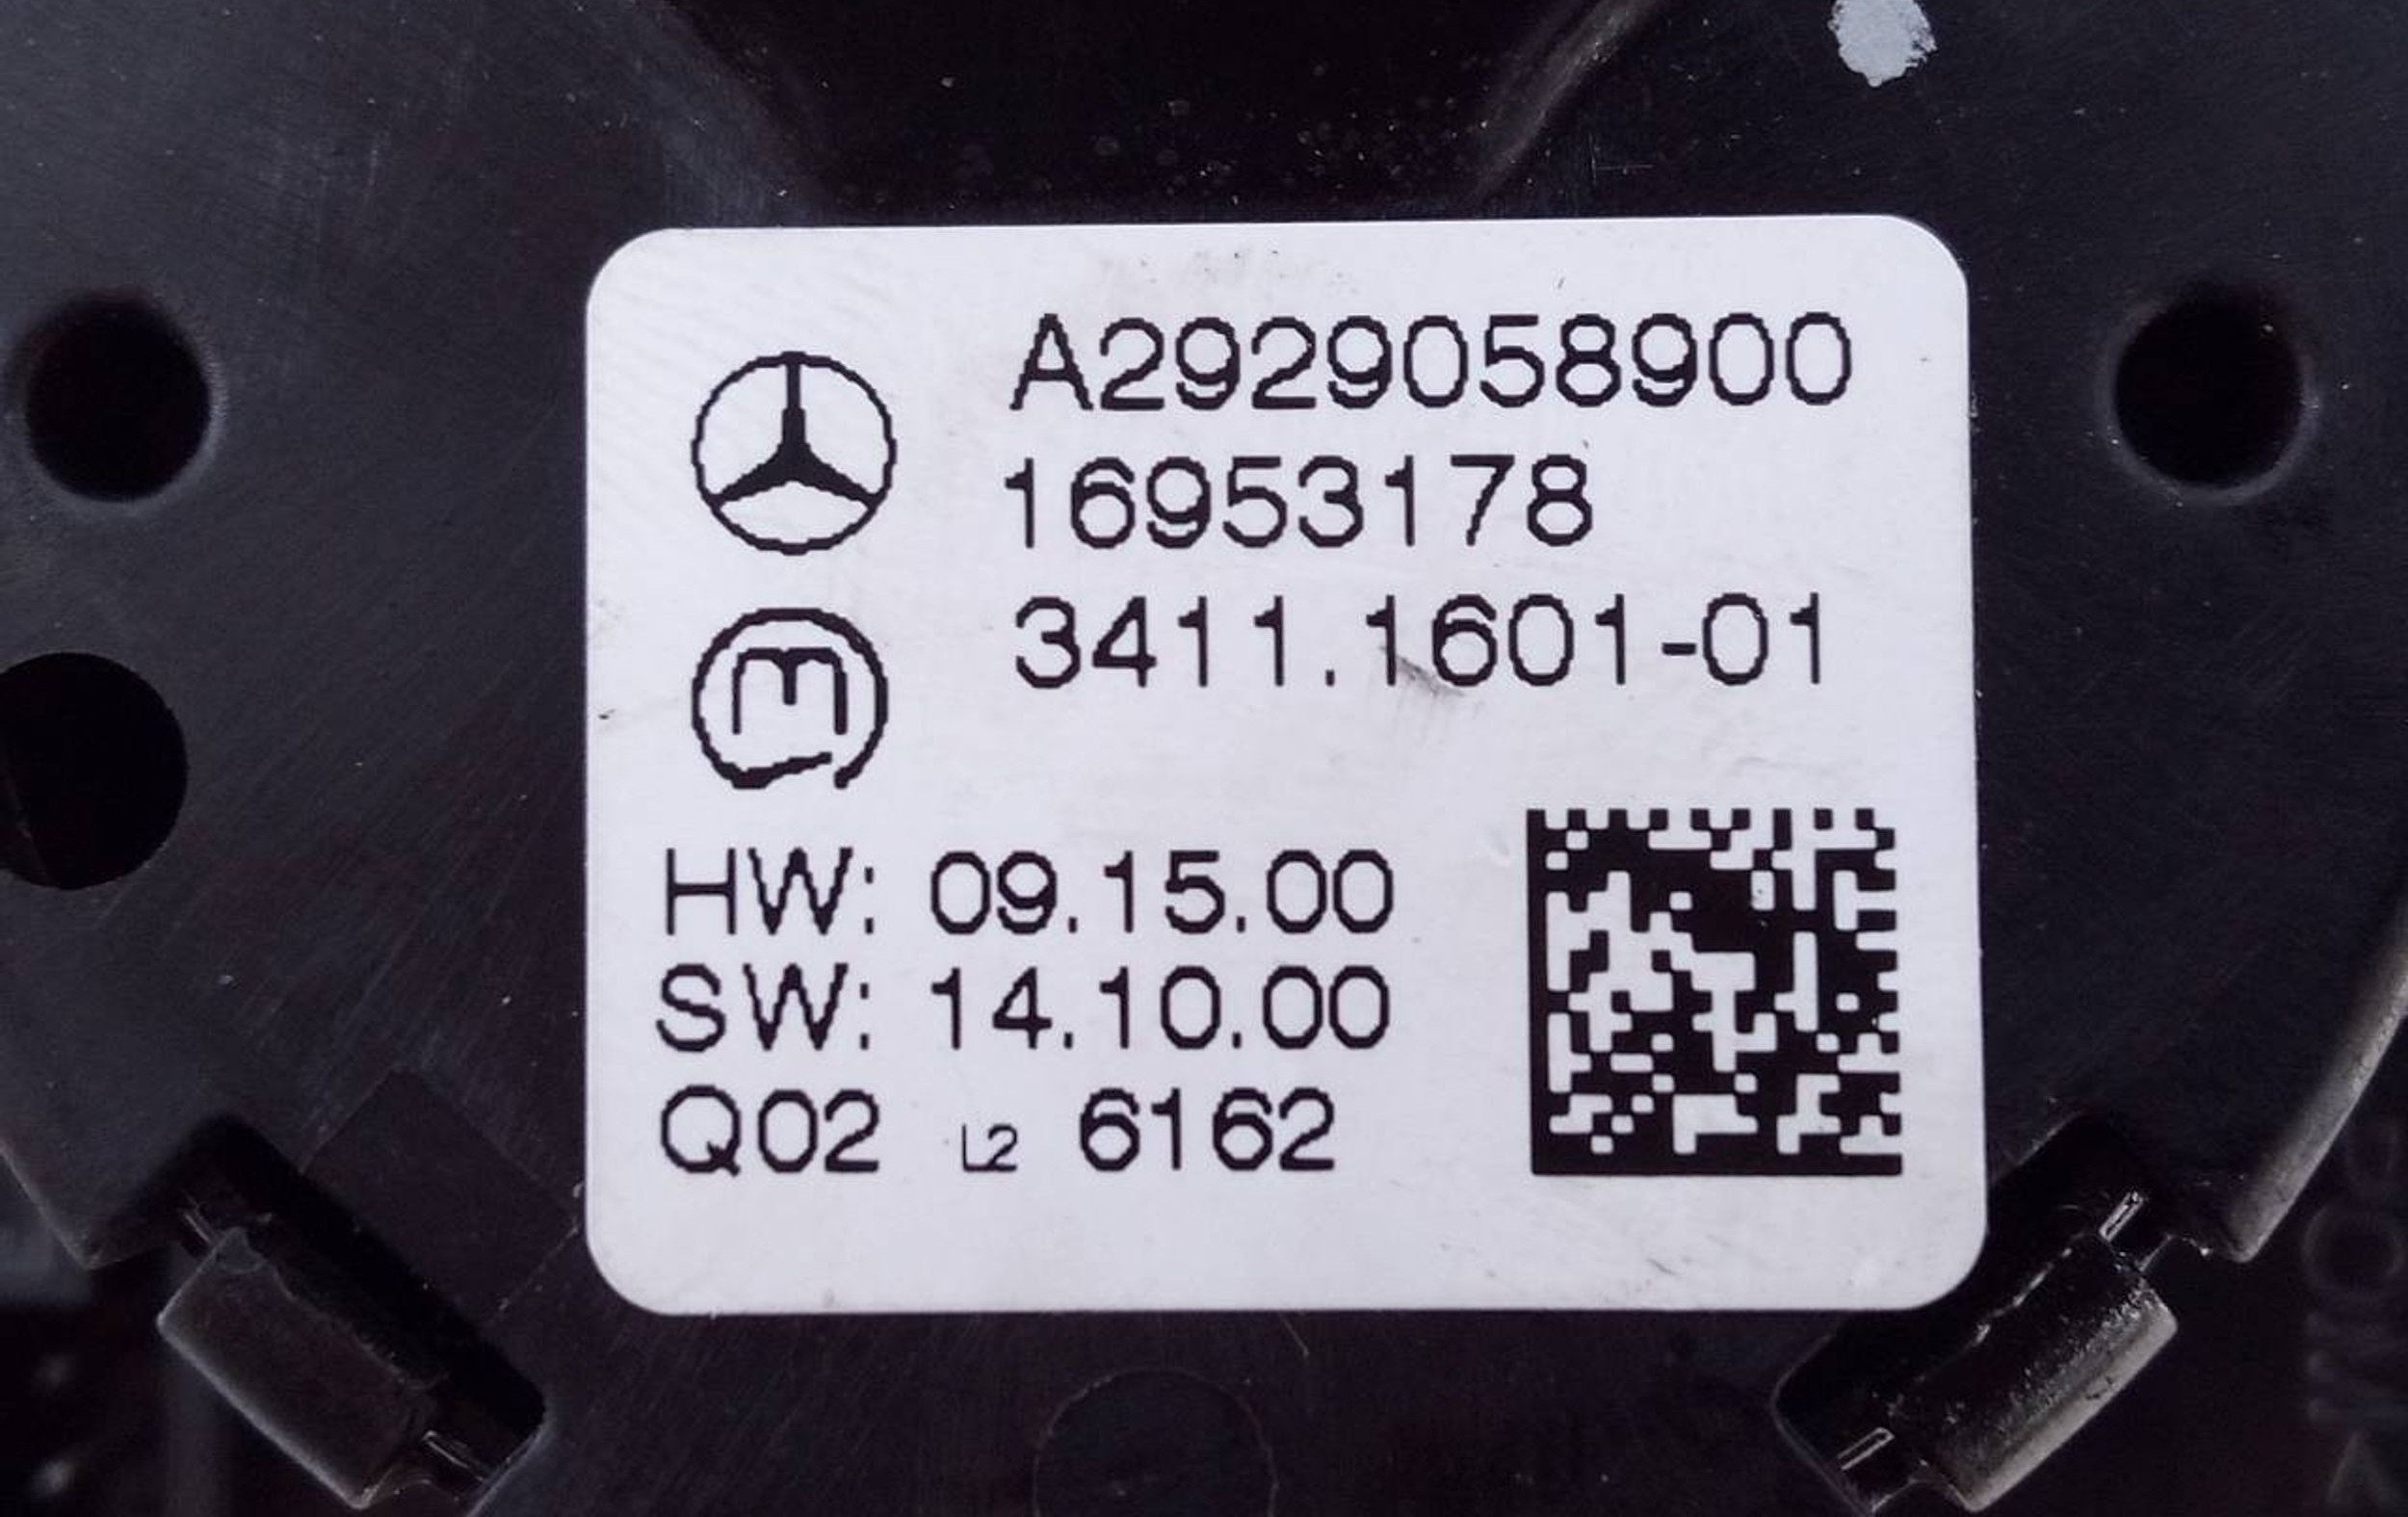 A2929058900
16953178
3411.1601-01
HW: 09.15.00
SW: 14.10.00
Q02 L2 6162